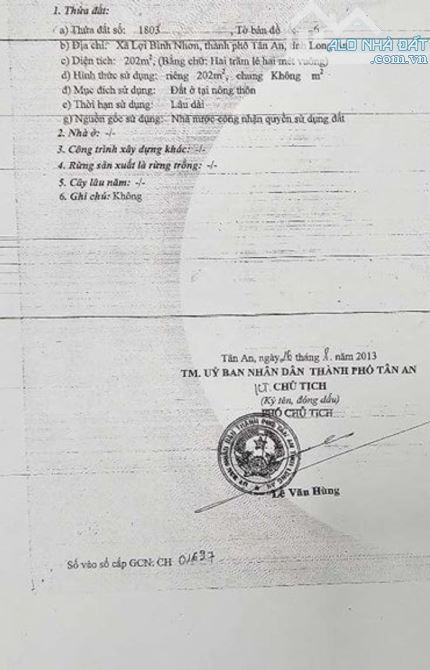 ALO NHÀ ĐẤT
.com.vn
1. Thửa đất:
a) Thửa đất số: 1803 , Tờ bản đồ 6
b) Địa chỉ: Xã Lợi Bình Nhơn, thành phố Tân An, Long
c) Diện tích: 202m², (Bằng chữ: Hai trăm lẻ hai mét vuông)
d) Hình thức sử dụng: riêng 202m², chung Không m²
đ) Mục đích sử dụng: Đất ở tại nông thôn
e) Thời hạn sử dụng: Lâu dài
g) Nguồn gốc sử dụng: Nhà nước công nhận quyền sử dụng đất
2. Nhà ở: -/-
3. Công trình xây dựng khác: -/-
4. Rừng sản xuất là rừng trồng: -/-
5. Cây lâu năm: -/-
6. Ghi chú: Không
Tân An, ngày 26 tháng 8. năm 2013
TM. UỶ BAN NHÂN DÂN THÀNH PHỐ TÂN AN
KT. CHỦ TỊCH
(Ký tên, đóng dấu)
PHÓ CHỦ TỊCH
Lê Văn Hùng
Số vào sổ cấp GCN: CH 01697